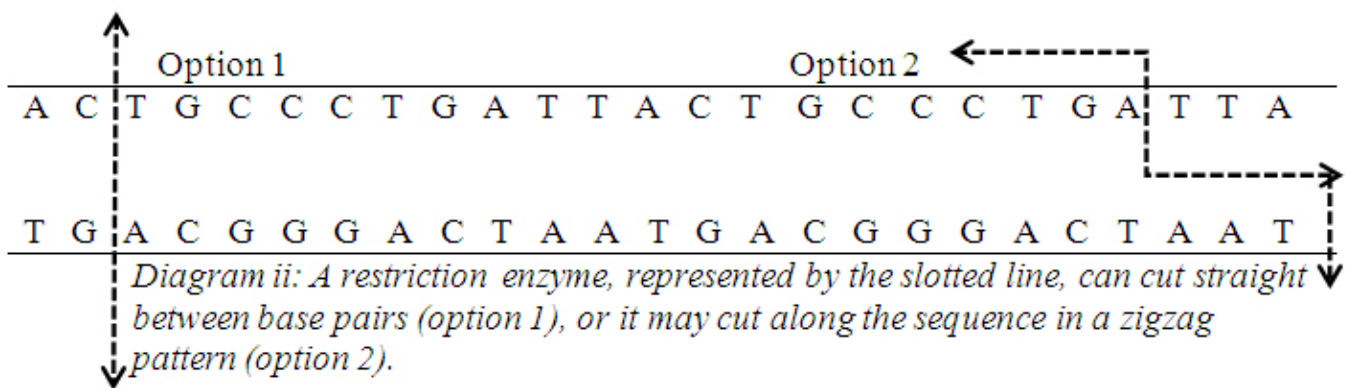 Option 1 Option 2
A C T G C C C T G A T T A C T G C C C T G A T T A
T G A C G G G A C T A A T G A C G G G A C T A A T
Diagram ii: A restriction enzyme, represented by the slotted line, can cut straight
between base pairs (option 1), or it may cut along the sequence in a zigzag
pattern (option 2).